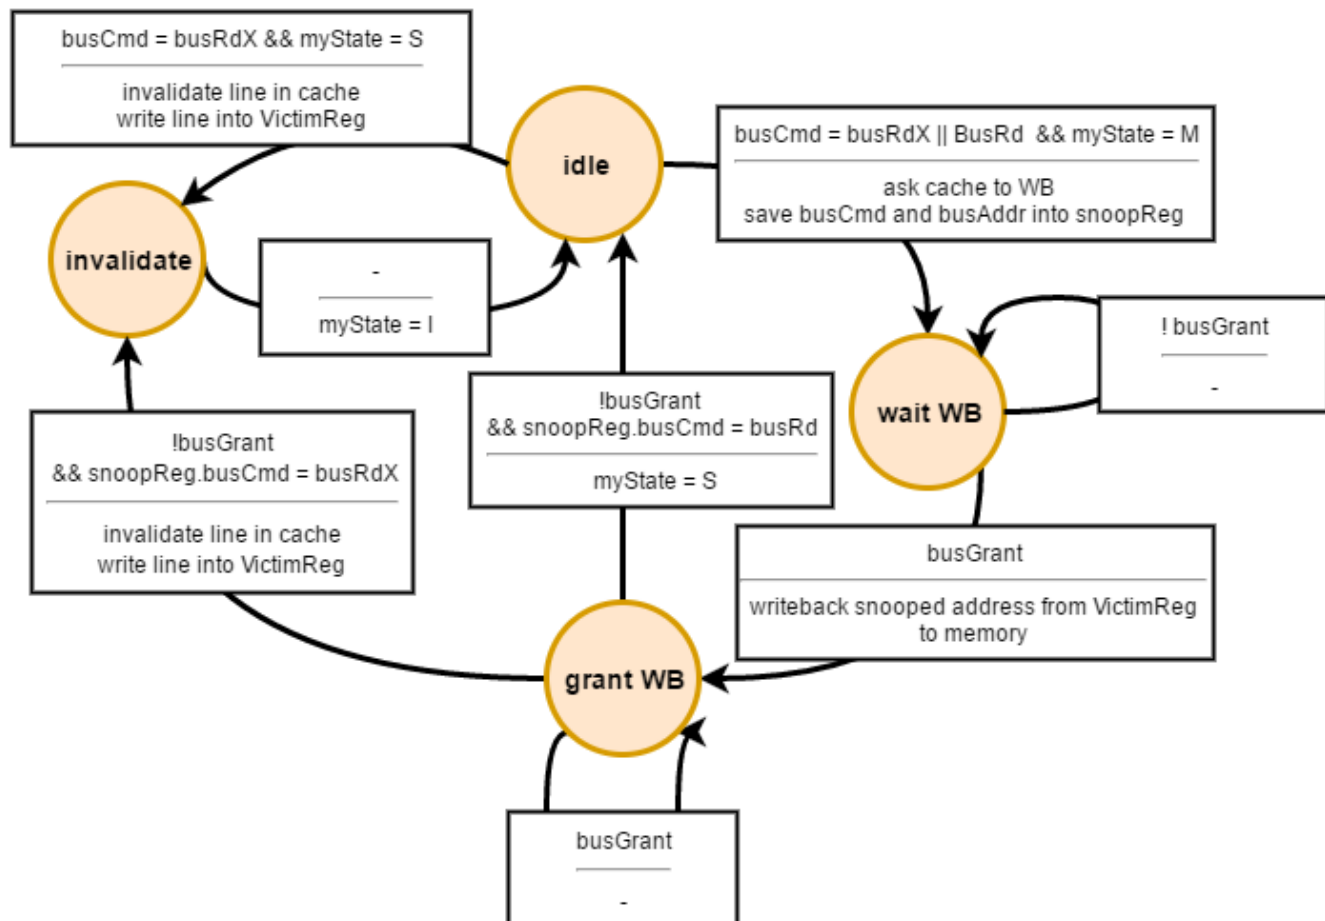 busCmd = busRdX && myState = S
invalidate line in cache
write line into VictimReg
idle
busCmd = busRdX || BusRd && myState = M
ask cache to WB
save busCmd and busAddr into snoopReg
invalidate
-
myState = I
! busGrant
-
wait WB
!busGrant
&& snoopReg.busCmd = busRd
myState = S
!busGrant
&& snoopReg.busCmd = busRdX
invalidate line in cache
write line into VictimReg
busGrant
writeback snooped address from VictimReg
to memory
grant WB
busGrant
-